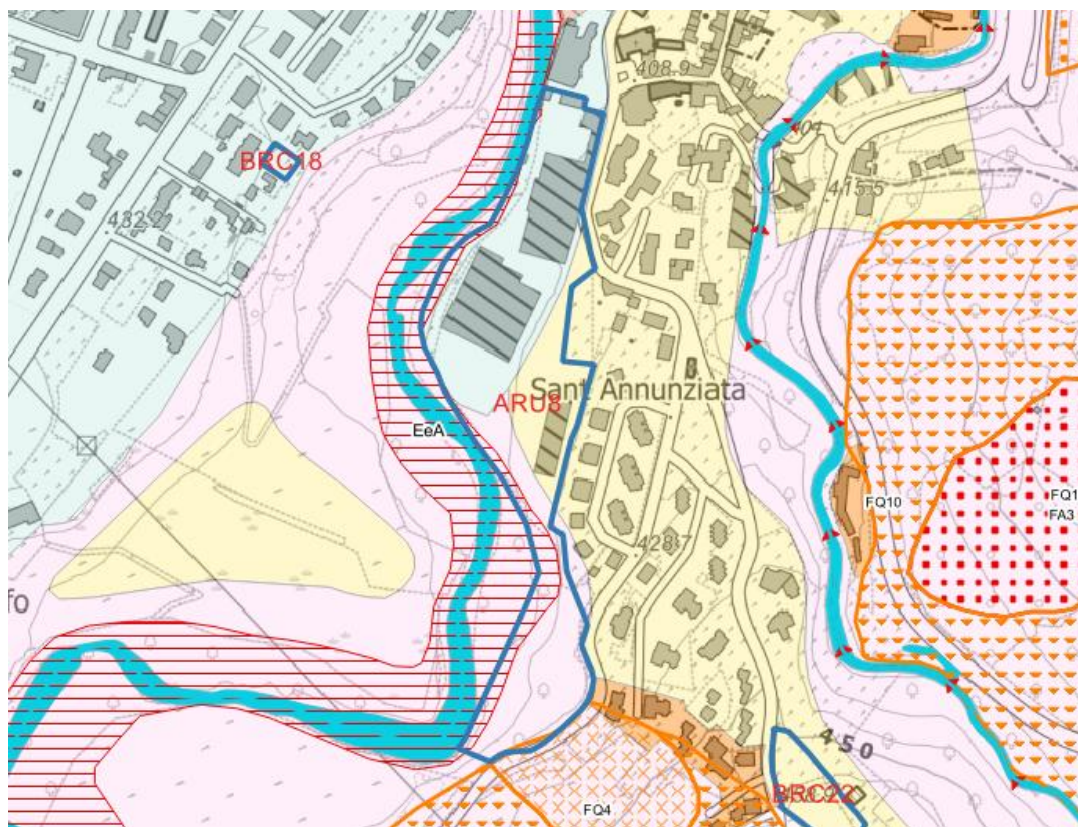 408.9
404
BRC18
415.5
432.2
B
Sant Annunziata
ARU8
EeA
FQ10
FQ1
FA3
428.7
fo
450
BRC22
FQ4